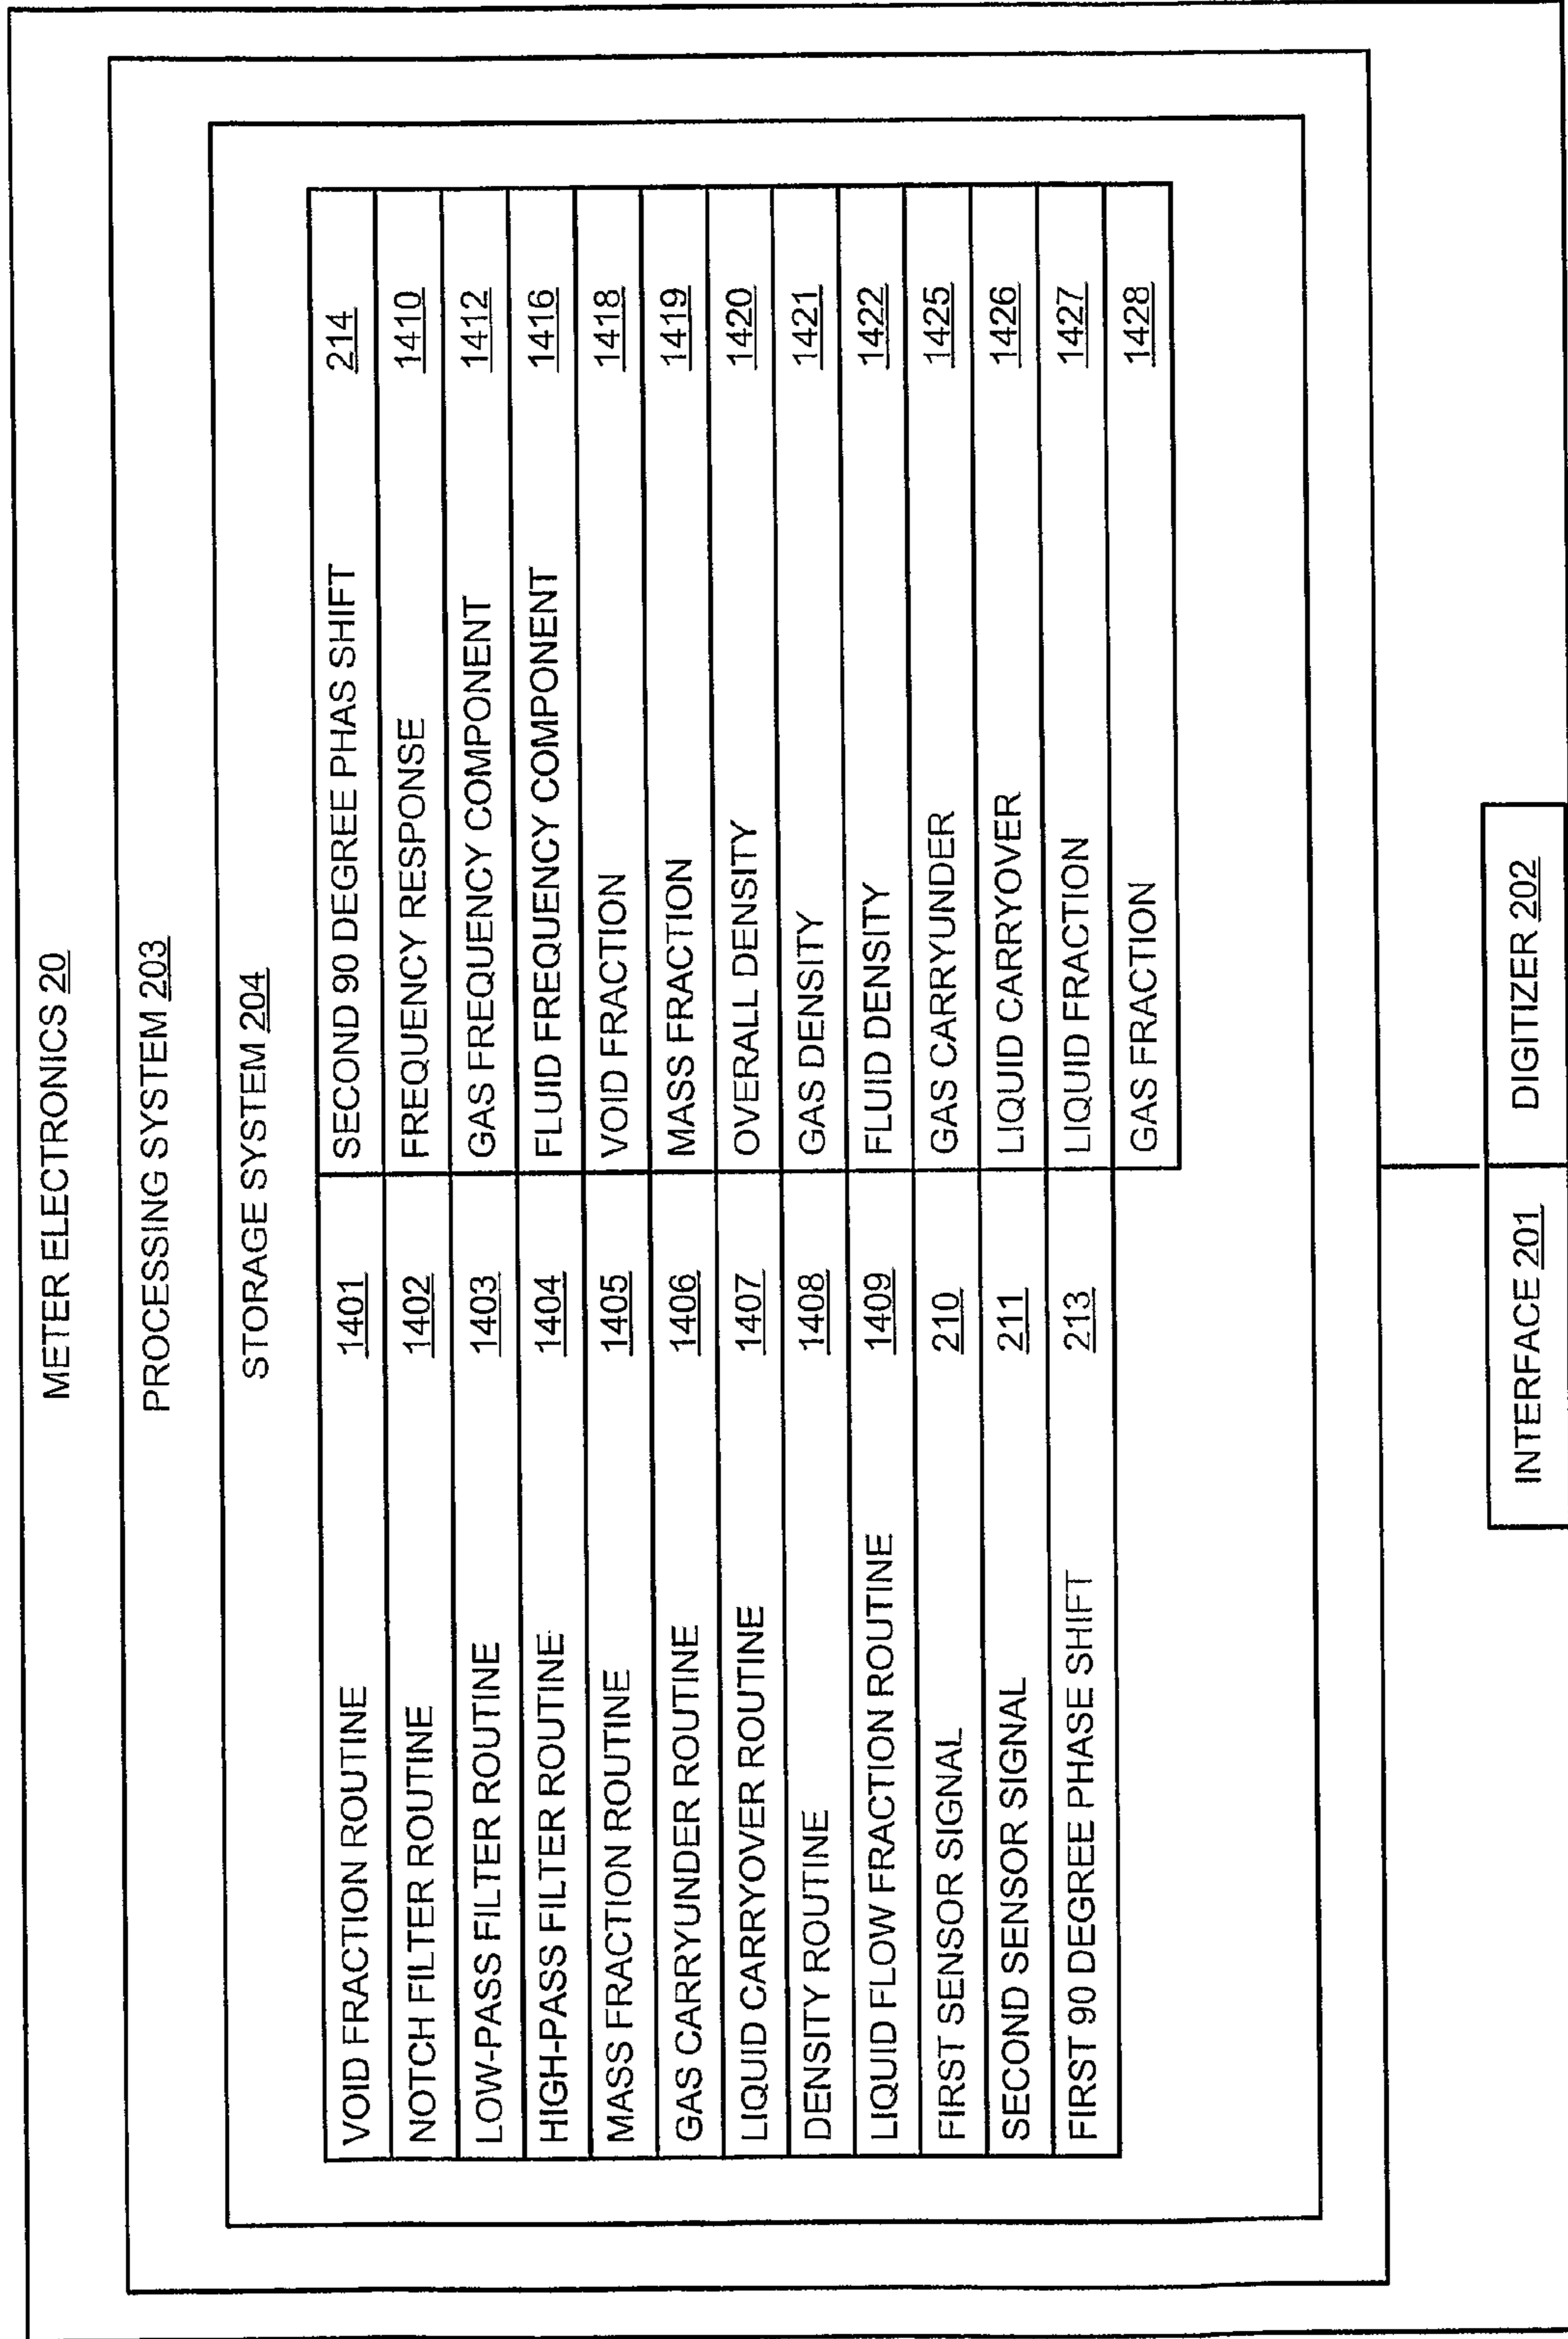 METER ELECTRONICS 20
PROCESSING SYSTEM 203
STORAGE SYSTEM 204
VOID FRACTION ROUTINE 1401
NOTCH FILTER ROUTINE 1402
LOW-PASS FILTER ROUTINE 1403
HIGH-PASS FILTER ROUTINE 1404
MASS FRACTION ROUTINE 1405
GAS CARRYUNDER ROUTINE 1406
LIQUID CARRYOVER ROUTINE 1407
DENSITY ROUTINE 1408
LIQUID FLOW FRACTION ROUTINE 1409
FIRST SENSOR SIGNAL 210
SECOND SENSOR SIGNAL 211
FIRST 90 DEGREE PHASE SHIFT 213
SECOND 90 DEGREE PHAS SHIFT 214
FREQUENCY RESPONSE 1410
GAS FREQUENCY COMPONENT 1412
FLUID FREQUENCY COMPONENT 1416
VOID FRACTION 1418
MASS FRACTION 1419
OVERALL DENSITY 1420
GAS DENSITY 1421
FLUID DENSITY 1422
GAS CARRYUNDER 1425
LIQUID CARRYOVER 1426
LIQUID FRACTION 1427
GAS FRACTION 1428
INTERFACE 201
DIGITIZER 202